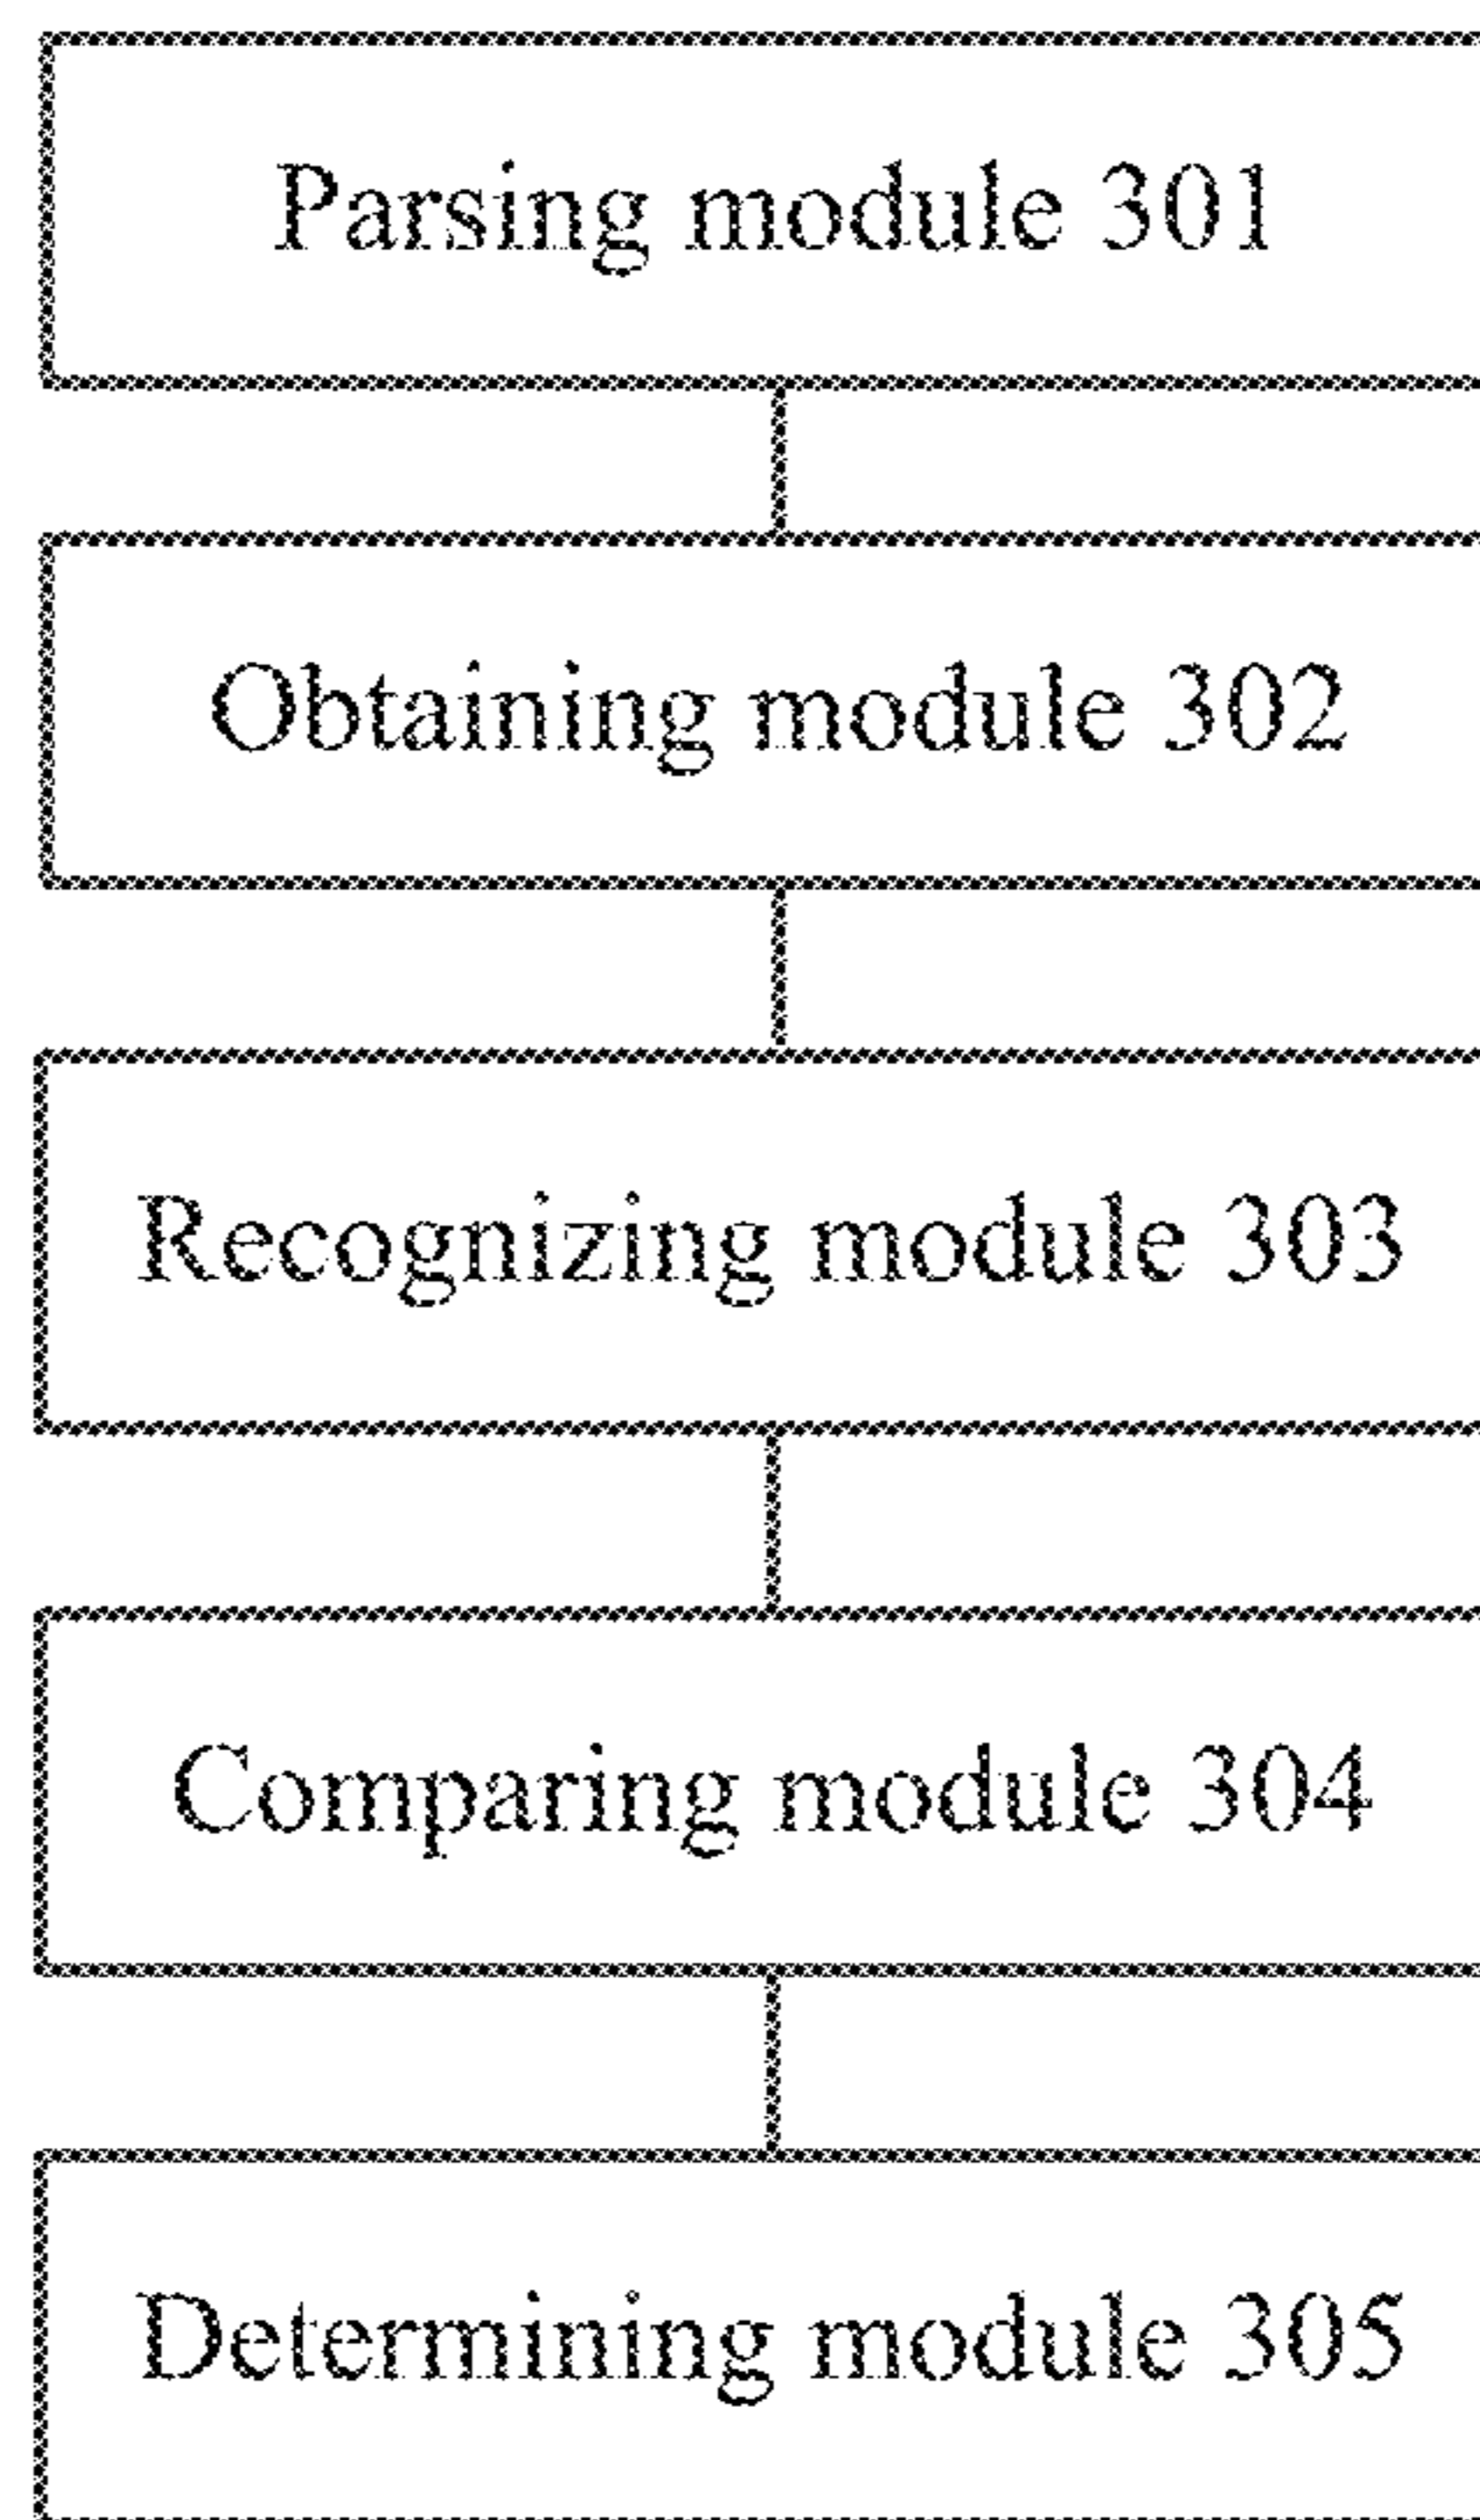 Parsing module 301
Obtaining module 302
Recognizing module 303
Comparing module 304
Determining module 305